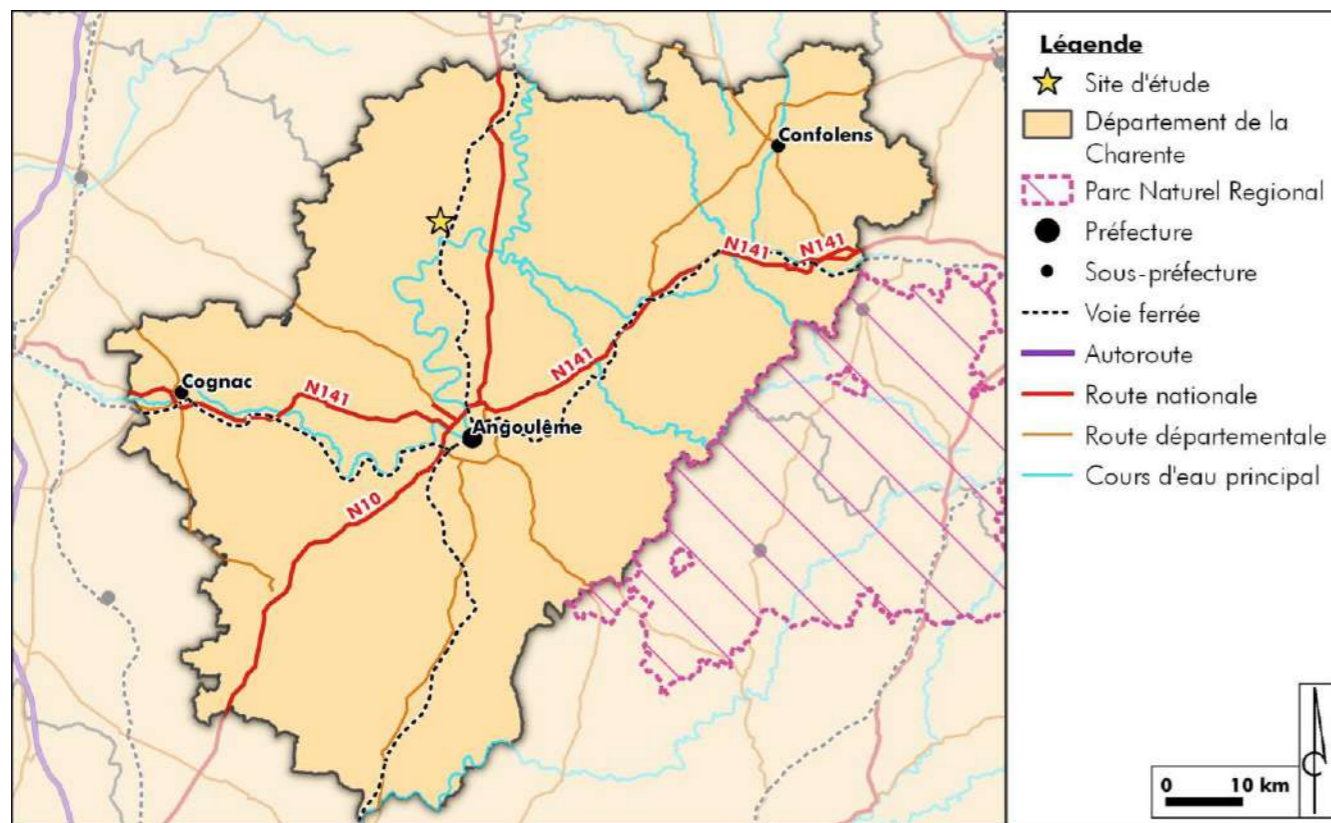 Confolens
N141
N141
N141
Cognac
N141
Angoulême
N10
Légende
Site d'étude
Département de la
Charente
Parc Naturel Regional
Préfecture
Sous-préfecture
Voie ferrée
Autoroute
Route nationale
Route départementale
Cours d'eau principal
0 10 km